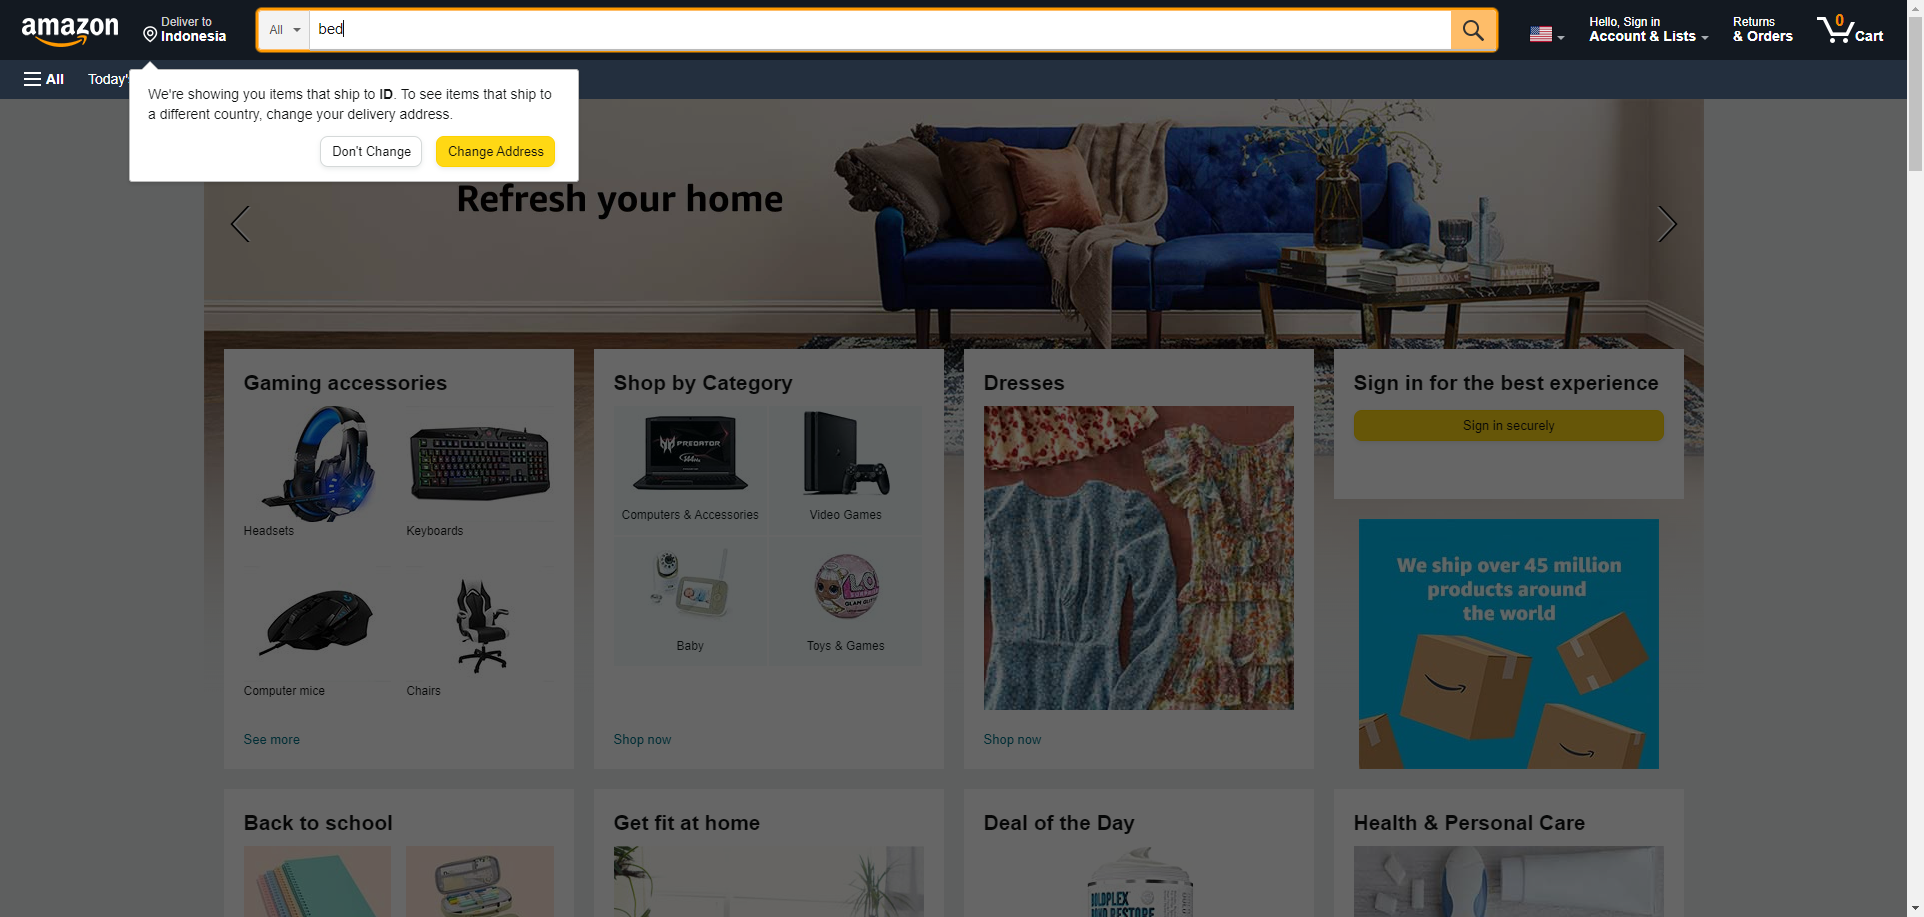 amazon
Deliver to
Indonesia
All
bed
Hello, Sign in
Account & Lists
Returns
& Orders
0
Cart
All
Today's
We're showing you items that ship to ID. To see items that ship to
a different country, change your delivery address.
Don't Change
Change Address
Refresh your home
Gaming accessories
Headsets
Keyboards
Computer mice
Chairs
See more
Shop by Category
PREDATOR
Computers & Accessories
Video Games
Baby
Toys & Games
Shop now
Dresses
Shop now
Sign in for the best experience
Sign in securely
We ship over 45 million
products around
the world
Back to school
Get fit at home
Deal of the Day
Health & Personal Care